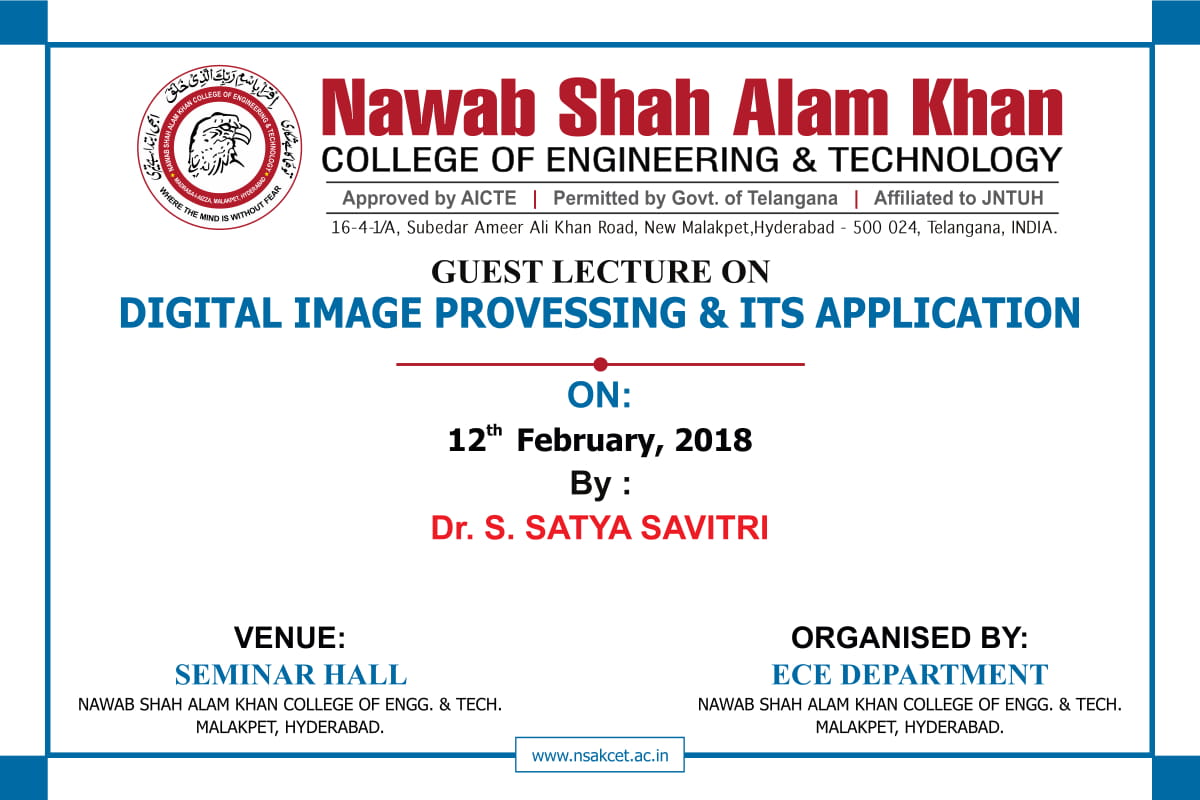 اقرا باسم ربك الذي خلق
NAWAB SHAH ALAM KHAN COLLEGE OF ENGINEERING & TECHNOLOGY
MADRASA-I-AIZZA, MALAKPET, HYDERABAD
WHERE THE MIND IS WITHOUT FEAR
Nawab Shah Alam Khan
COLLEGE OF ENGINEERING & TECHNOLOGY
Approved by AICTE | Permitted by Govt. of Telangana | Affiliated to JNTUH
16-4-1/A, Subedar Ameer Ali Khan Road, New Malakpet,Hyderabad - 500 024, Telangana, INDIA.
GUEST LECTURE ON
DIGITAL IMAGE PROVESSING & ITS APPLICATION
ON:
12th February, 2018
By :
Dr. S. SATYA SAVITRI
VENUE:
SEMINAR HALL
NAWAB SHAH ALAM KHAN COLLEGE OF ENGG. & TECH.
MALAKPET, HYDERABAD.
ORGANISED BY:
ECE DEPARTMENT
NAWAB SHAH ALAM KHAN COLLEGE OF ENGG. & TECH.
MALAKPET, HYDERABAD.
www.nsakcet.ac.in